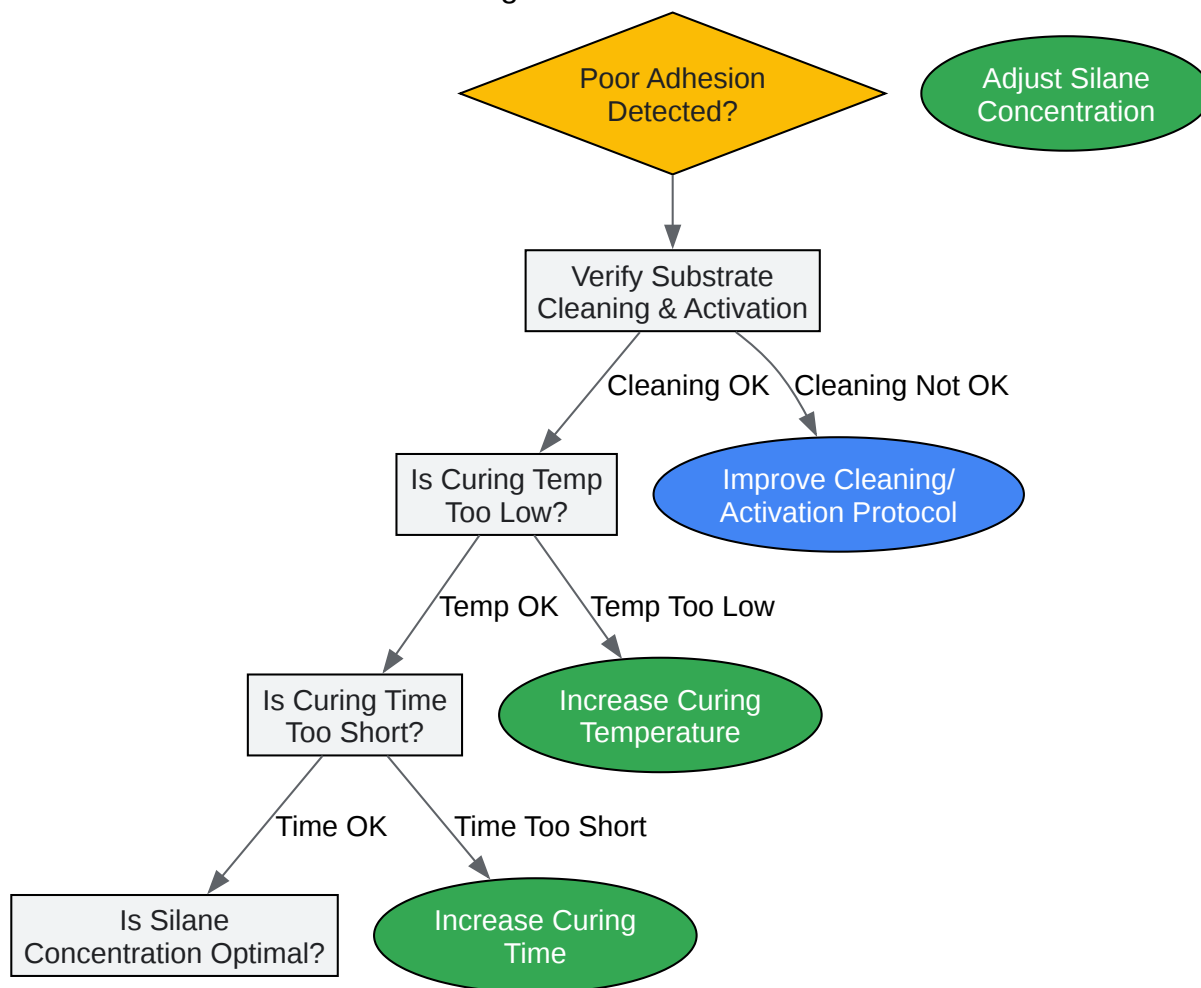 Poor Adhesion
Detected?
Adjust Silane
Concentration
Verify Substrate
Cleaning & Activation
Cleaning OK
Cleaning Not OK
Is Curing Temp
Too Low?
Improve Cleaning/
Activation Protocol
Temp OK
Temp Too Low
Is Curing Time
Too Short?
Increase Curing
Temperature
Time OK
Time Too Short
Is Silane
Concentration Optimal?
Increase Curing
Time